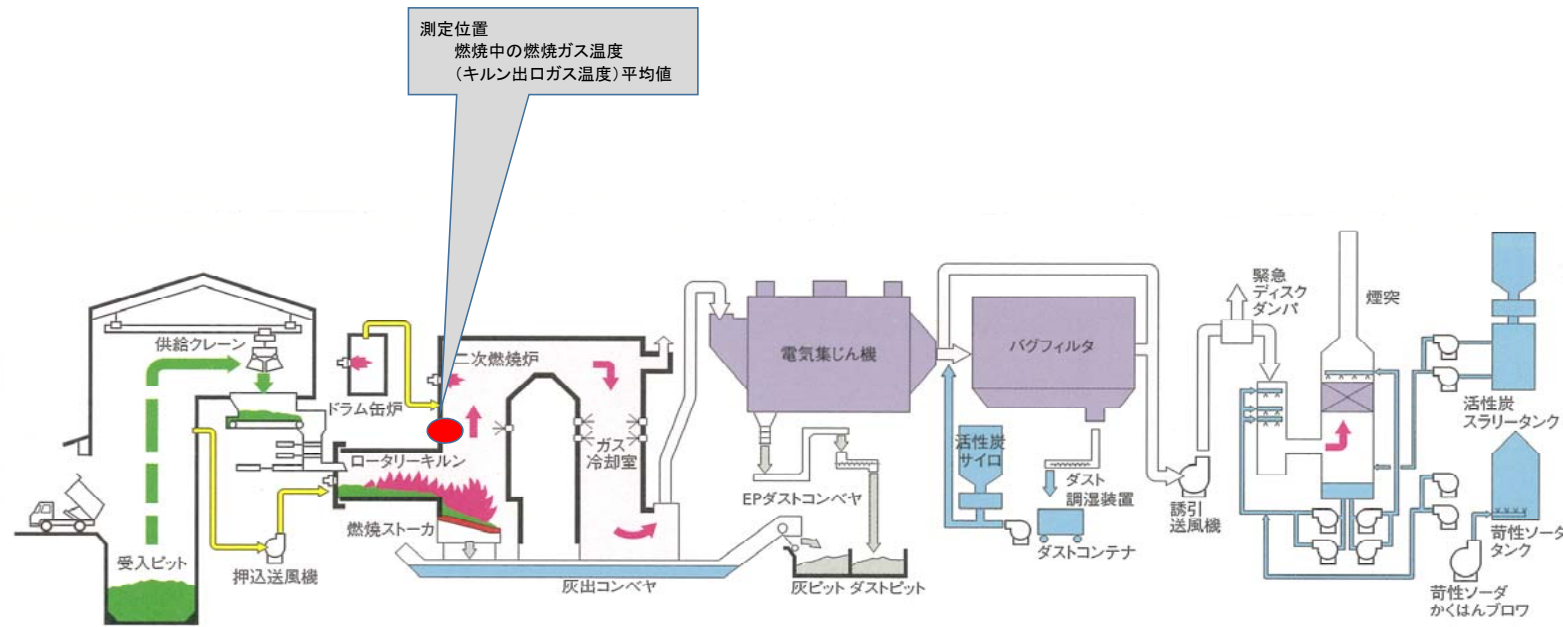 測定位置
燃焼中の燃焼ガス温度
（キルン出口ガス温度）平均値
供給クレーン
ドラム缶炉
二次燃焼炉
ロータリーキルン
ガス
冷却室
燃焼ストーカ
受入ピット
押込送風機
灰出コンベヤ
電気集じん機
EPダストコンベヤ
灰ピット
ダストピット
バグフィルタ
活性炭
サイロ
ダスト
調湿装置
ダストコンテナ
誘引
送風機
緊急
ディスク
ダンパ
煙突
活性炭
スラリータンク
苛性ソーダ
タンク
苛性ソーダ
かくはんブロワ